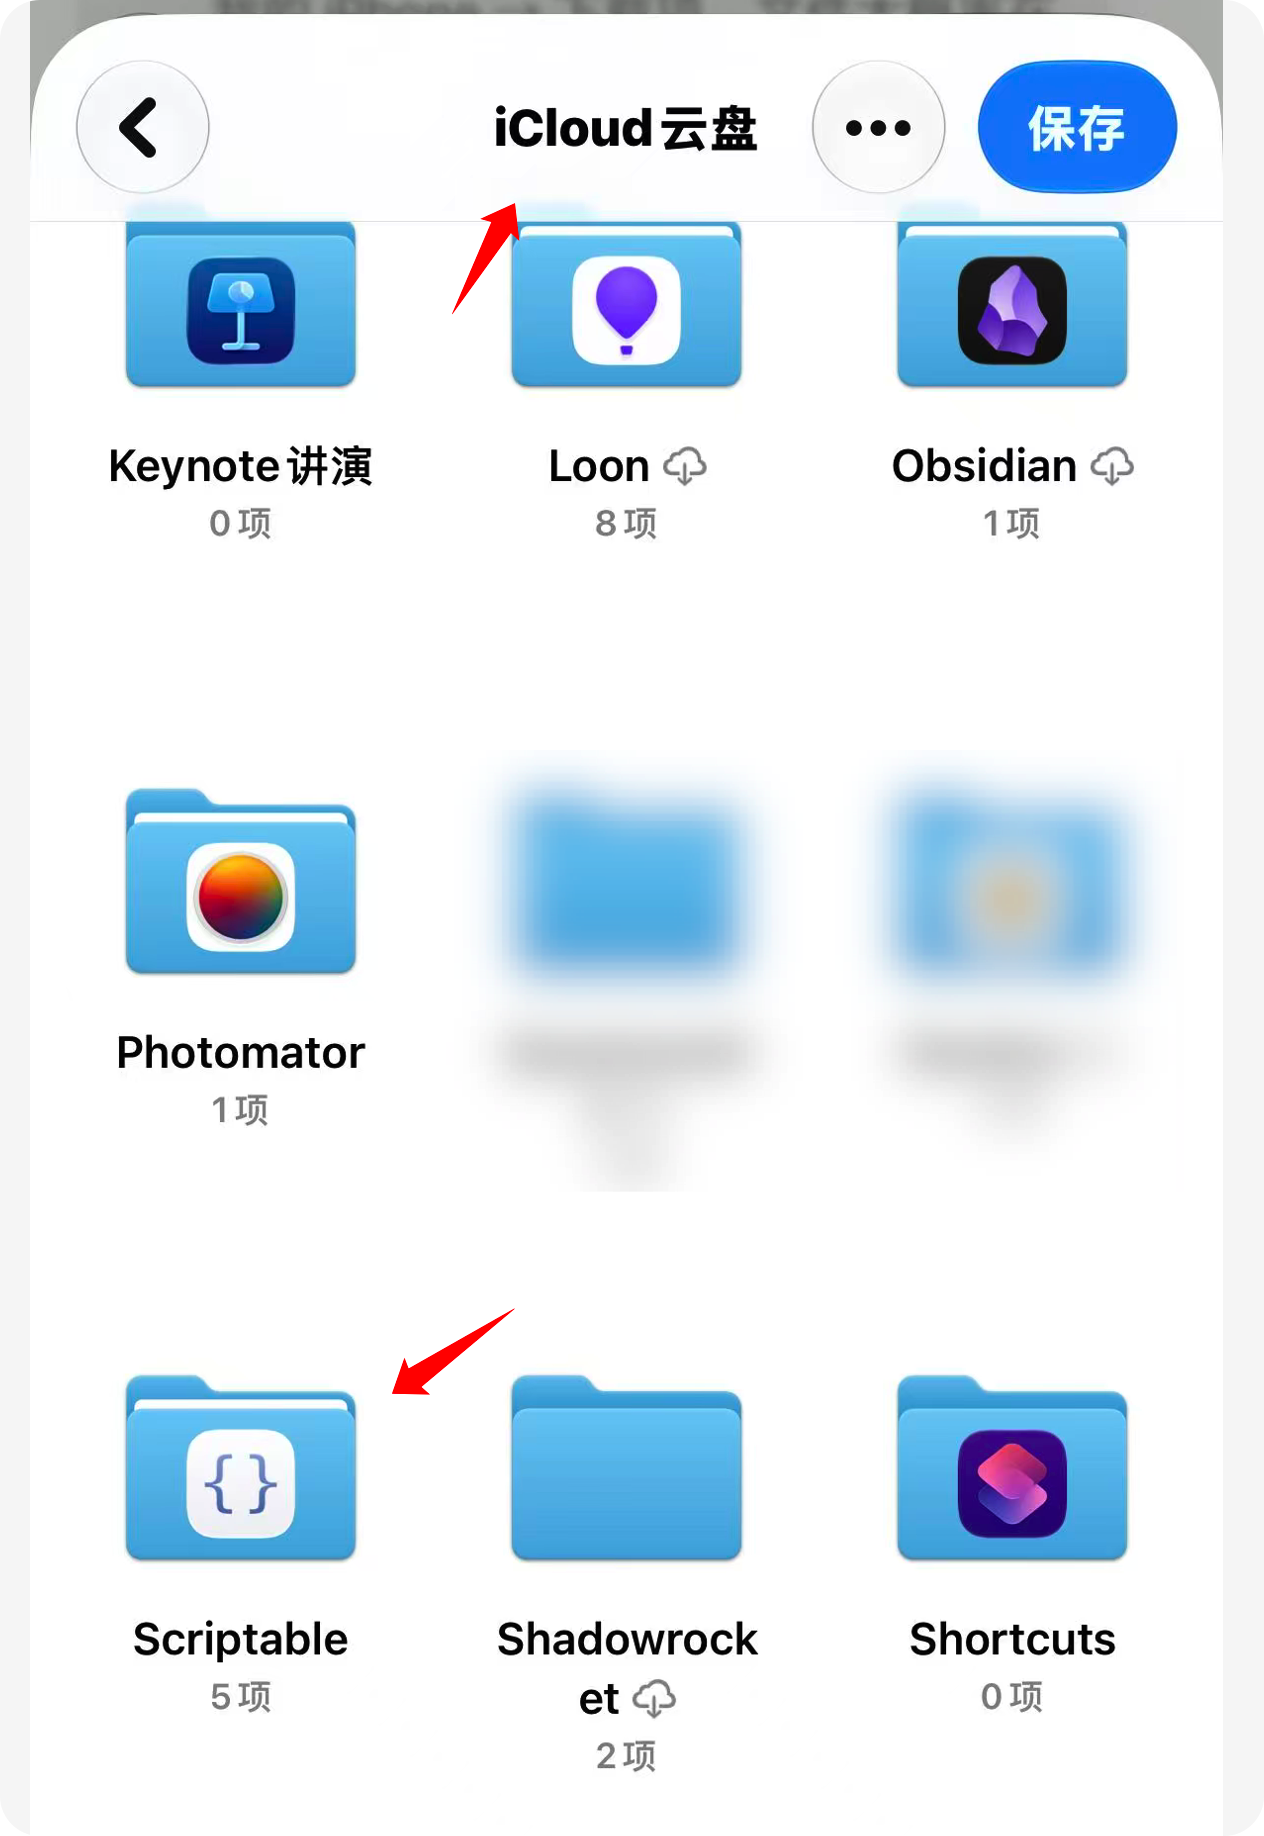 iCloud云盘
保存
Keynote讲演
0项
Loon
8项
Obsidian
1项
Photomator
1项
Scriptable
5项
Shadowrock
et
2项
Shortcuts
0项